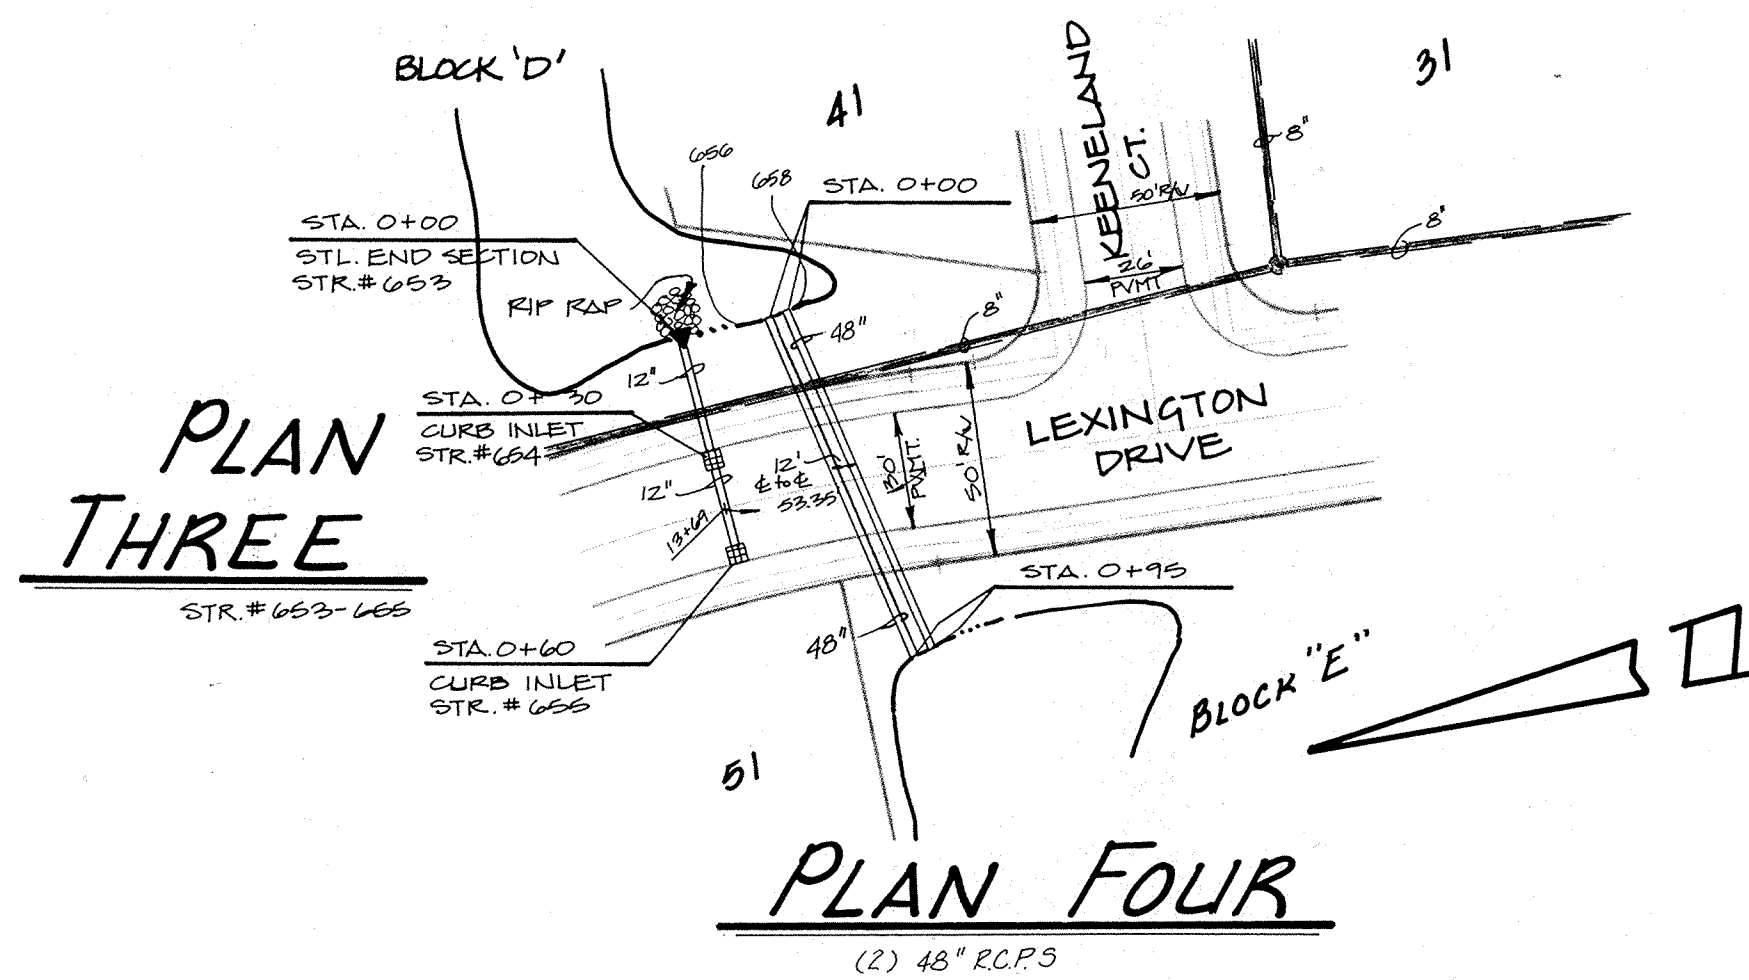 BLOCK 'D'
41
31
KEENELAND
CT.
656
658
STA. 0+00
8"
50' R/W
8"
STA. 0+00
STL. END SECTION
STR.# 653
RIP RAP
26'
PVMT
8"
48"
12"
STA. 0+30
CURB INLET
STR.#654
LEXINGTON
DRIVE
PLAN
THREE
STR.# 653-655
12"
12'
℄ to ℄
53.35'
30'
PVMT.
50' R/W
13+69
STA. 0+95
STA. 0+60
CURB INLET
STR.# 655
48"
BLOCK "E"
51
PLAN FOUR
(2) 48" R.C.P.S